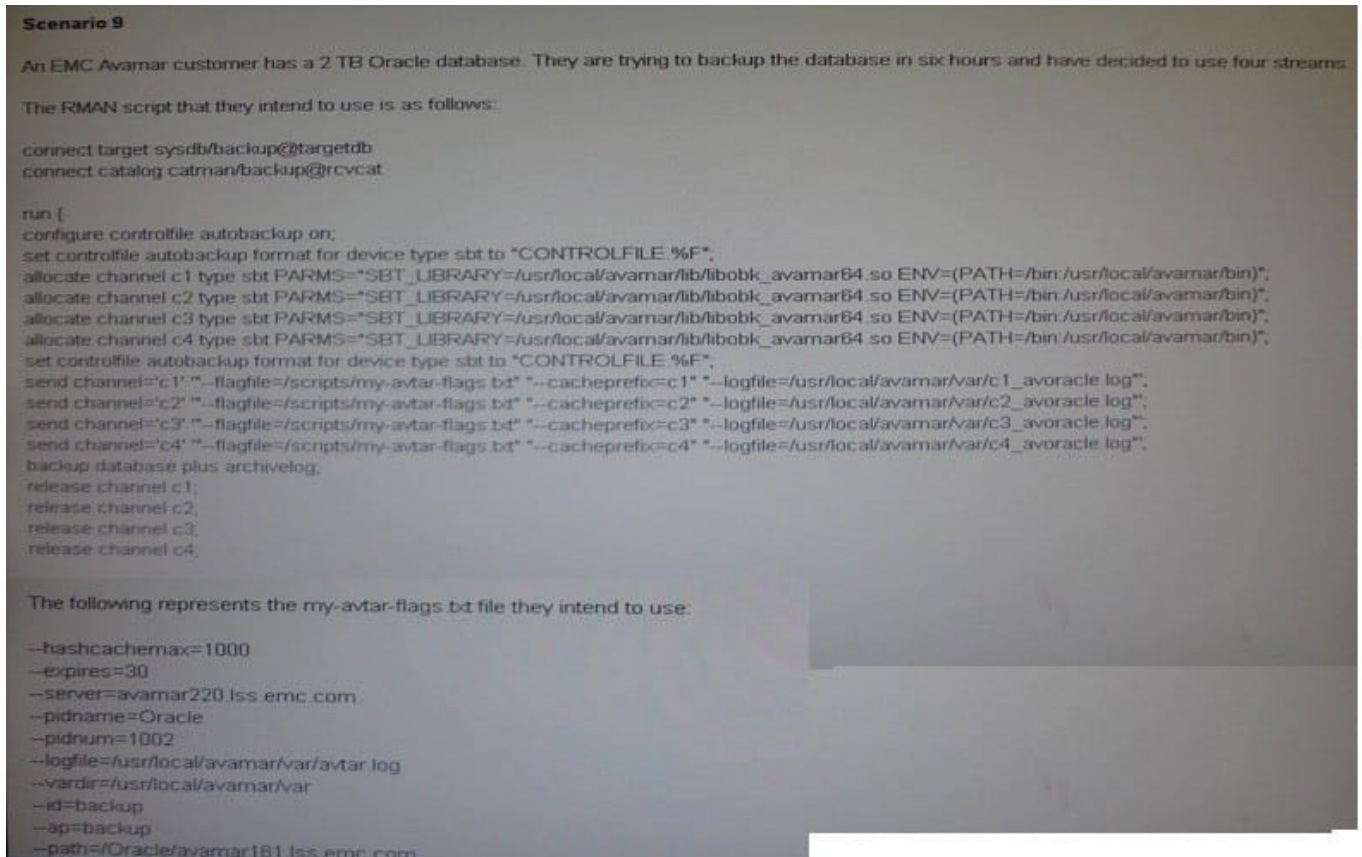 Scenario 9
An EMC Avamar customer has a 2 TB Oracle database. They are trying to backup the database in six hours and have decided to use four streams.
The RMAN script that they intend to use is as follows:
connect target sysdb/backup@targetdb
connect catalog catman/backup@rcvcat
run {
configure controlfile autobackup on;
set controlfile autobackup format for device type sbt to "CONTROLFILE.%F";
allocate channel c1 type sbt PARMS="SBT_LIBRARY=/usr/local/avamar/lib/libobk_avamar64.so ENV=(PATH=/bin:/usr/local/avamar/bin)";
allocate channel c2 type sbt PARMS="SBT_LIBRARY=/usr/local/avamar/lib/libobk_avamar64.so ENV=(PATH=/bin:/usr/local/avamar/bin)";
allocate channel c3 type sbt PARMS="SBT_LIBRARY=/usr/local/avamar/lib/libobk_avamar64.so ENV=(PATH=/bin:/usr/local/avamar/bin)";
allocate channel c4 type sbt PARMS="SBT_LIBRARY=/usr/local/avamar/lib/libobk_avamar64.so ENV=(PATH=/bin:/usr/local/avamar/bin)";
set controlfile autobackup format for device type sbt to "CONTROLFILE.%F";
send channel='c1' '"--flagfile=/scripts/my-avtar-flags.txt" "--cacheprefix=c1" "--logfile=/usr/local/avamar/var/c1_avoracle.log"';
send channel='c2' '"--flagfile=/scripts/my-avtar-flags.txt" "--cacheprefix=c2" "--logfile=/usr/local/avamar/var/c2_avoracle.log"';
send channel='c3' '"--flagfile=/scripts/my-avtar-flags.txt" "--cacheprefix=c3" "--logfile=/usr/local/avamar/var/c3_avoracle.log"';
send channel='c4' '"--flagfile=/scripts/my-avtar-flags.txt" "--cacheprefix=c4" "--logfile=/usr/local/avamar/var/c4_avoracle.log"';
backup database plus archivelog;
release channel c1;
release channel c2;
release channel c3;
release channel c4;
The following represents the my-avtar-flags.txt file they intend to use:
--hashcachemax=1000
--expires=30
--server=avamar220.lss.emc.com
--pidname=Oracle
--pidnum=1002
--logfile=/usr/local/avamar/var/avtar.log
--vardir=/usr/local/avamar/var
--id=backup
--ap=backup
--path=/Oracle/avamar181.lss.emc.com